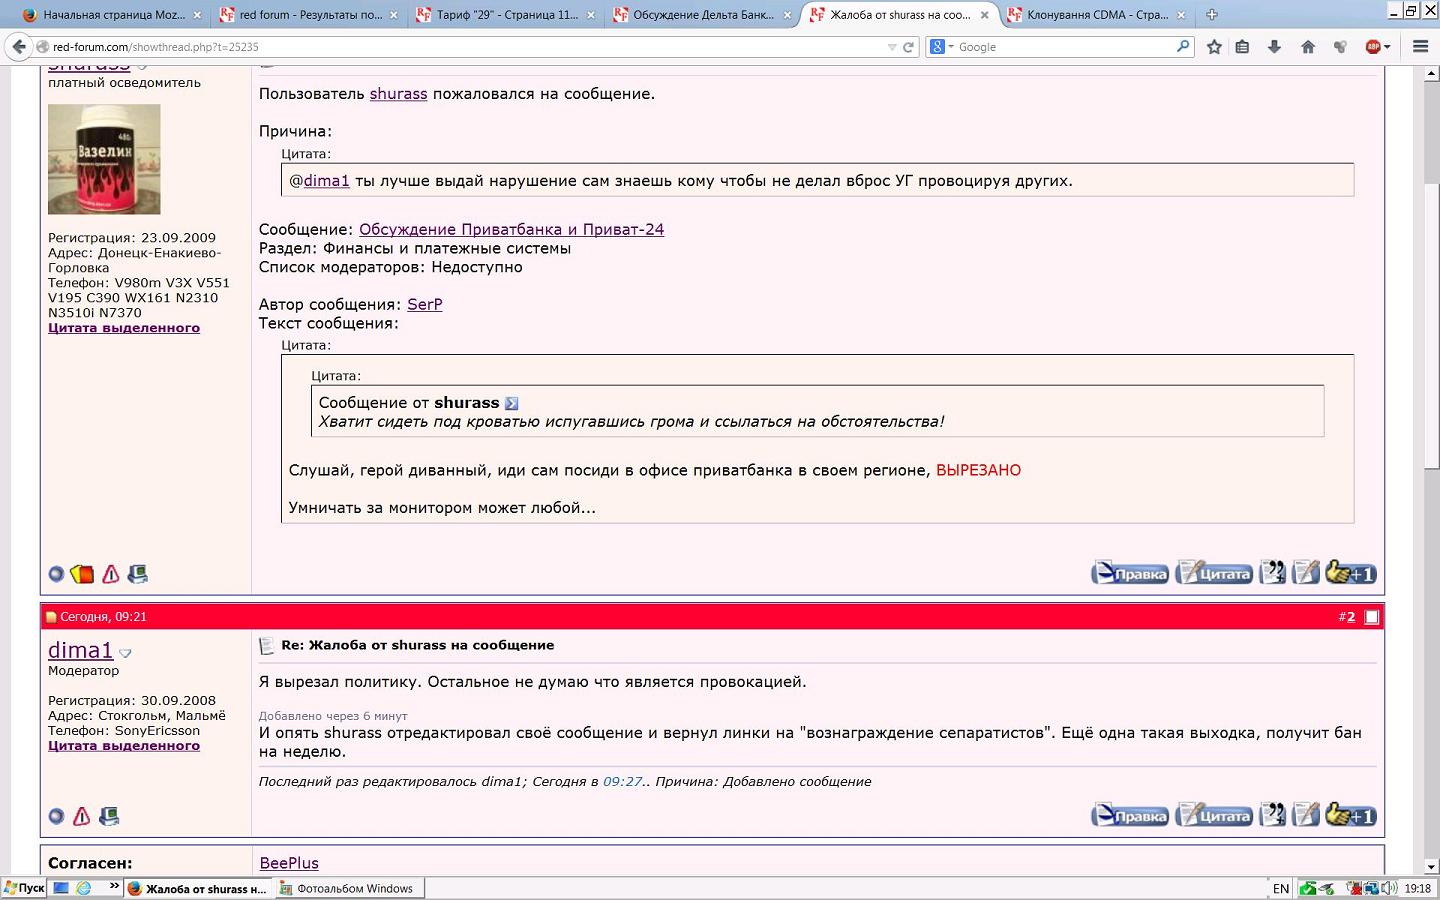 Начальная страница Moz...
red forum - Результаты по...
Тариф "29" - Страница 11...
Обсуждение Дельта Банк...
Жалоба от shurass на соо...
Клонування CDMA - Стра...
red-forum.com/showthread.php?t=25235
Google
shurass
платный осведомитель
480г
Вазелин
Регистрация: 23.09.2009
Адрес: Донецк-Енакиево-
Горловка
Телефон: V980m V3X V551
V195 C390 WX161 N2310
N3510i N7370
Цитата выделенного
Пользователь shurass пожаловался на сообщение.
Причина:
Цитата:
@dima1 ты лучше выдай нарушение сам знаешь кому чтобы не делал вброс УГ провоцируя других.
Сообщение: Обсуждение Приватбанка и Приват-24
Раздел: Финансы и платежные системы
Список модераторов: Недоступно
Автор сообщения: SerP
Текст сообщения:
Цитата:
Цитата:
Сообщение от shurass
Хватит сидеть под кроватью испугавшись грома и ссылаться на обстоятельства!
Слушай, герой диванный, иди сам посиди в офисе приватбанка в своем регионе, ВЫРЕЗАНО
Умничать за монитором может любой...
Правка
Цитата
+1
Сегодня, 09:21
#2
dima1
Модератор
Регистрация: 30.09.2008
Адрес: Стокгольм, Мальмё
Телефон: SonyEricsson
Цитата выделенного
Re: Жалоба от shurass на сообщение
Я вырезал политику. Остальное не думаю что является провокацией.
Добавлено через 6 минут
И опять shurass отредактировал своё сообщение и вернул линки на "вознаграждение сепаратистов". Ещё одна такая выходка, получит бан
на неделю.
Последний раз редактировалось dima1; Сегодня в 09:27.. Причина: Добавлено сообщение
Правка
Цитата
+1
Согласен:
BeePlus
Пуск
Жалоба от shurass н...
Фотоальбом Windows
EN
19:18